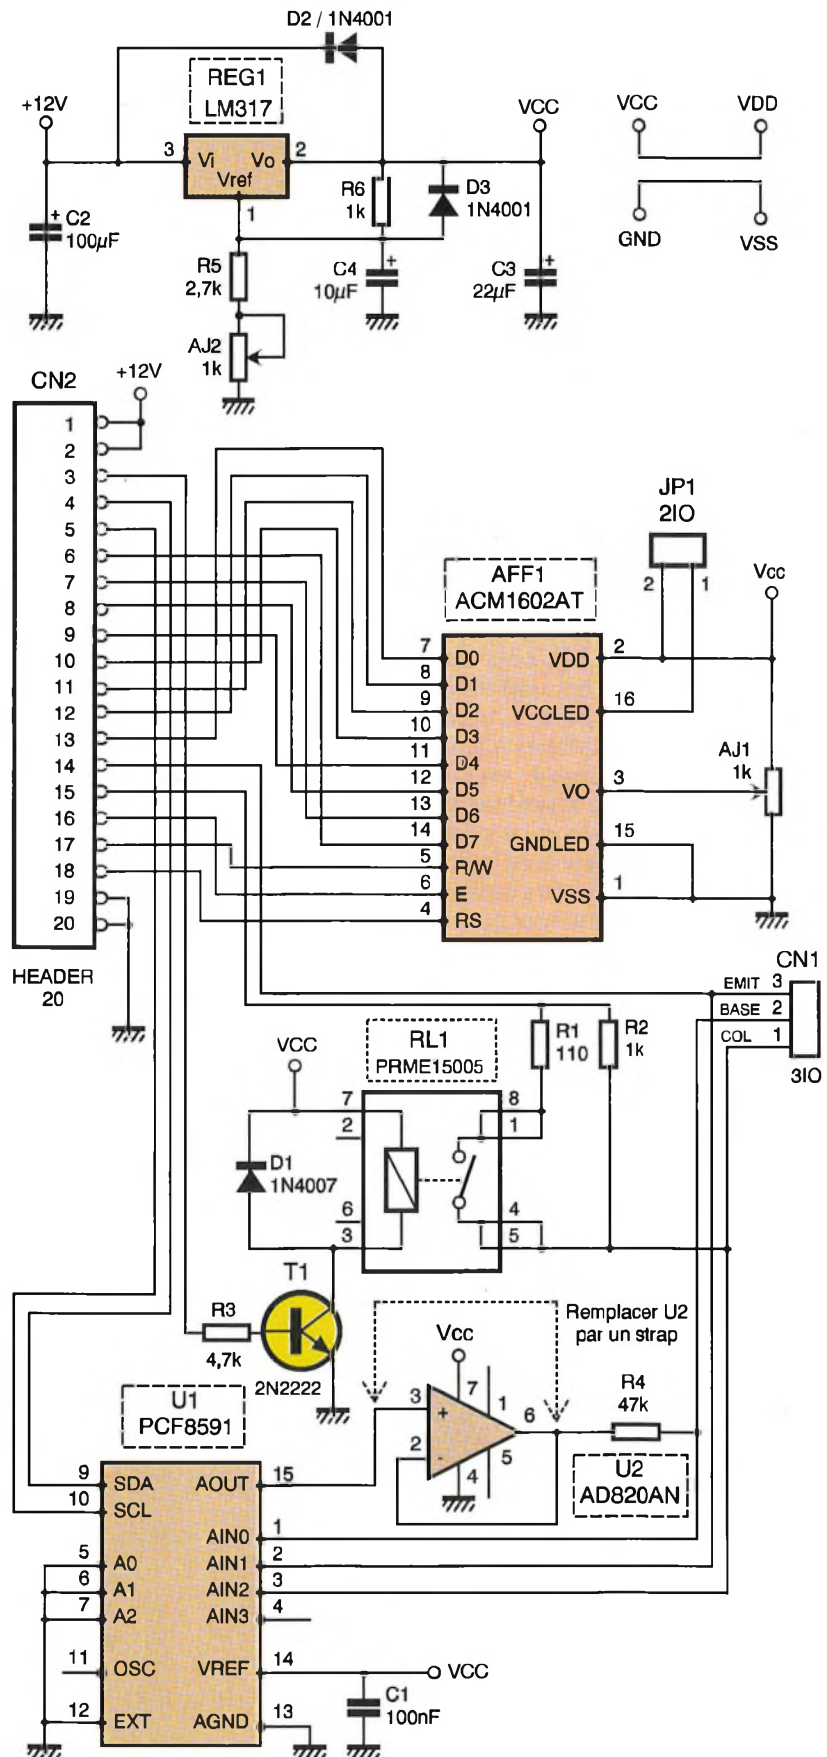 D2 / 1N4001
REG1
LM317
+12V
3 Vi Vo 2
Vref
1
VCC
VCC VDD
GND VSS
+ C2
100µF
R6
1k
D3
1N4001
R5
2,7k
C4 +
10µF
C3 +
22µF
AJ2
1k
CN2
+12V
1
2
3
4
5
6
7
8
9
10
11
12
13
14
15
16
17
18
19
20
HEADER
20
JP1
2IO
2 1
Vcc
AFF1
ACM1602AT
7 D0 VDD 2
8 D1
9 D2 VCCLED 16
10 D3
11 D4
12 D5 VO 3
13 D6
14 D7 GNDLED 15
5 R/W
6 E VSS 1
4 RS
AJ1
1k
CN1
EMIT 3
BASE 2
COL 1
3IO
VCC
RL1
PRME15005
R1
110
R2
1k
7 8
2 1
D1
1N4007
6 4
3 5
T1
R3
4,7k
2N2222
Remplacer U2
par un strap
Vcc
3 + 7 1
2 - 6
4 5
R4
47k
U2
AD820AN
U1
PCF8591
9 SDA AOUT 15
10 SCL
AIN0 1
5 A0 AIN1 2
6 A1 AIN2 3
7 A2 AIN3 4
11 OSC VREF 14
VCC
C1
100nF
12 EXT AGND 13